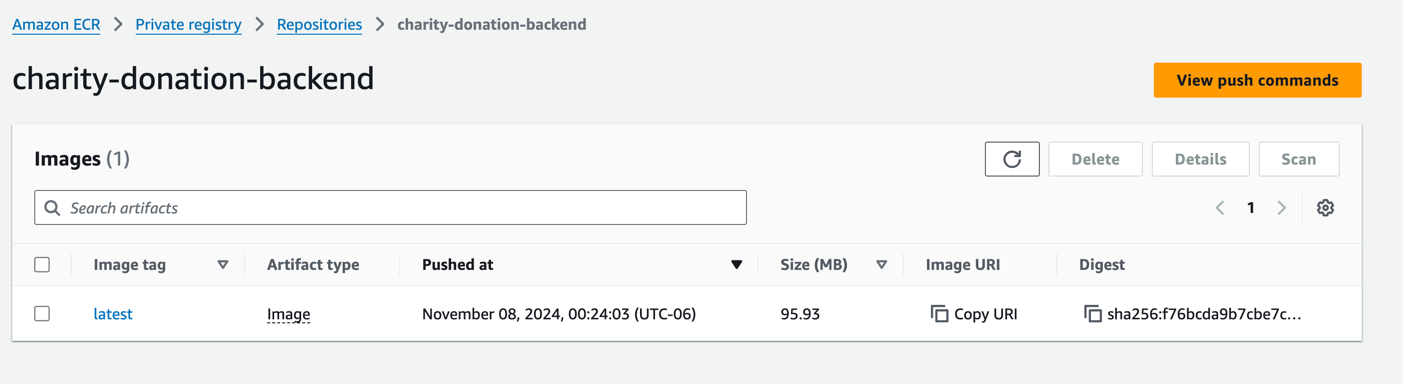 Amazon ECR > Private registry > Repositories > charity-donation-backend
charity-donation-backend
View push commands
Images (1)
Delete Details Scan
Search artifacts
1
Image tag Artifact type Pushed at Size (MB) Image URI Digest
latest Image November 08, 2024, 00:24:03 (UTC-06) 95.93 Copy URI sha256:f76bcda9b7cbe7c...